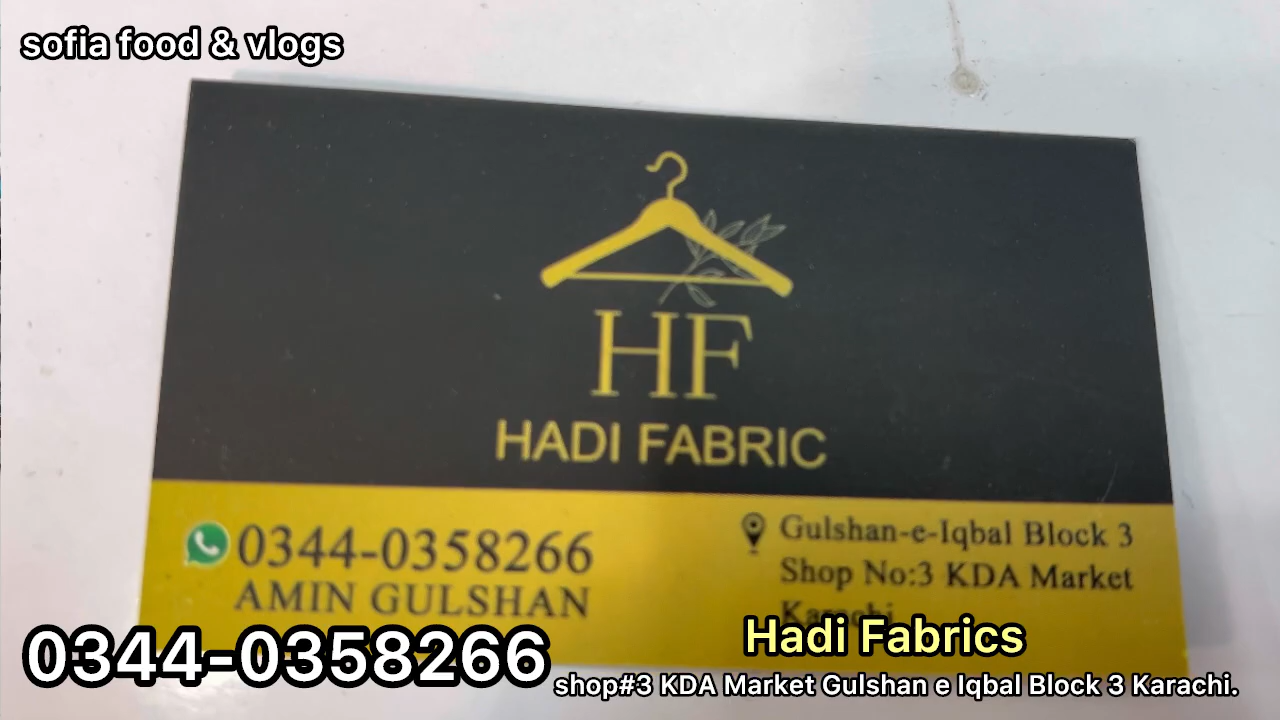 sofia food & vlogs
HF
HADI FABRIC
0344-0358266
AMIN GULSHAN
Gulshan-e-Iqbal Block 3
Shop No:3 KDA Market
Karachi
0344-0358266
Hadi Fabrics
shop#3 KDA Market Gulshan e Iqbal Block 3 Karachi.